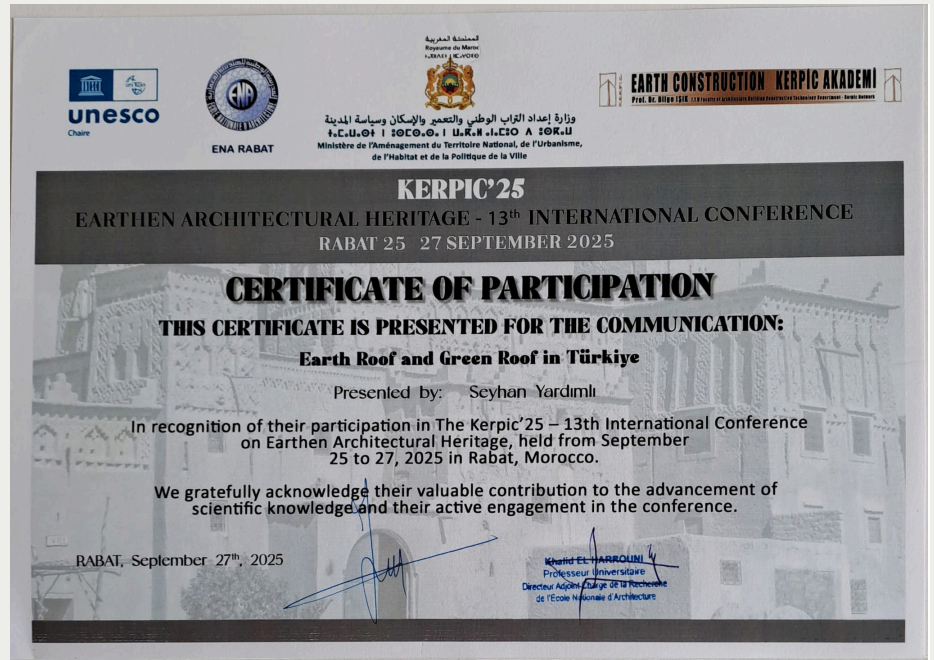 unesco
Chaire
ENA
ENA RABAT
المملكة المغربية
Royaume du Maroc
وزارة إعداد التراب الوطني والتعمير والإسكان وسياسة المدينة
Ministère de l'Aménagement du Territoire National, de l'Urbanisme,
de l'Habitat et de la Politique de la Ville
EARTH CONSTRUCTION KERPİC AKADEMİ
Prof. Dr. Bilge IŞIK
KERPIC'25
EARTHEN ARCHITECTURAL HERITAGE - 13th INTERNATIONAL CONFERENCE
RABAT 25 27 SEPTEMBER 2025
CERTIFICATE OF PARTICIPATION
THIS CERTIFICATE IS PRESENTED FOR THE COMMUNICATION:
Earth Roof and Green Roof in Türkiye
Presented by: Seyhan Yardımlı
In recognition of their participation in The Kerpic'25 – 13th International Conference
on Earthen Architectural Heritage, held from September
25 to 27, 2025 in Rabat, Morocco.
We gratefully acknowledge their valuable contribution to the advancement of
scientific knowledge and their active engagement in the conference.
RABAT, September 27th, 2025
Khalid EL HARROUNI
Professeur Universitaire
Directeur Adjoint Chargé de la Recherche
de l'École Nationale d'Architecture